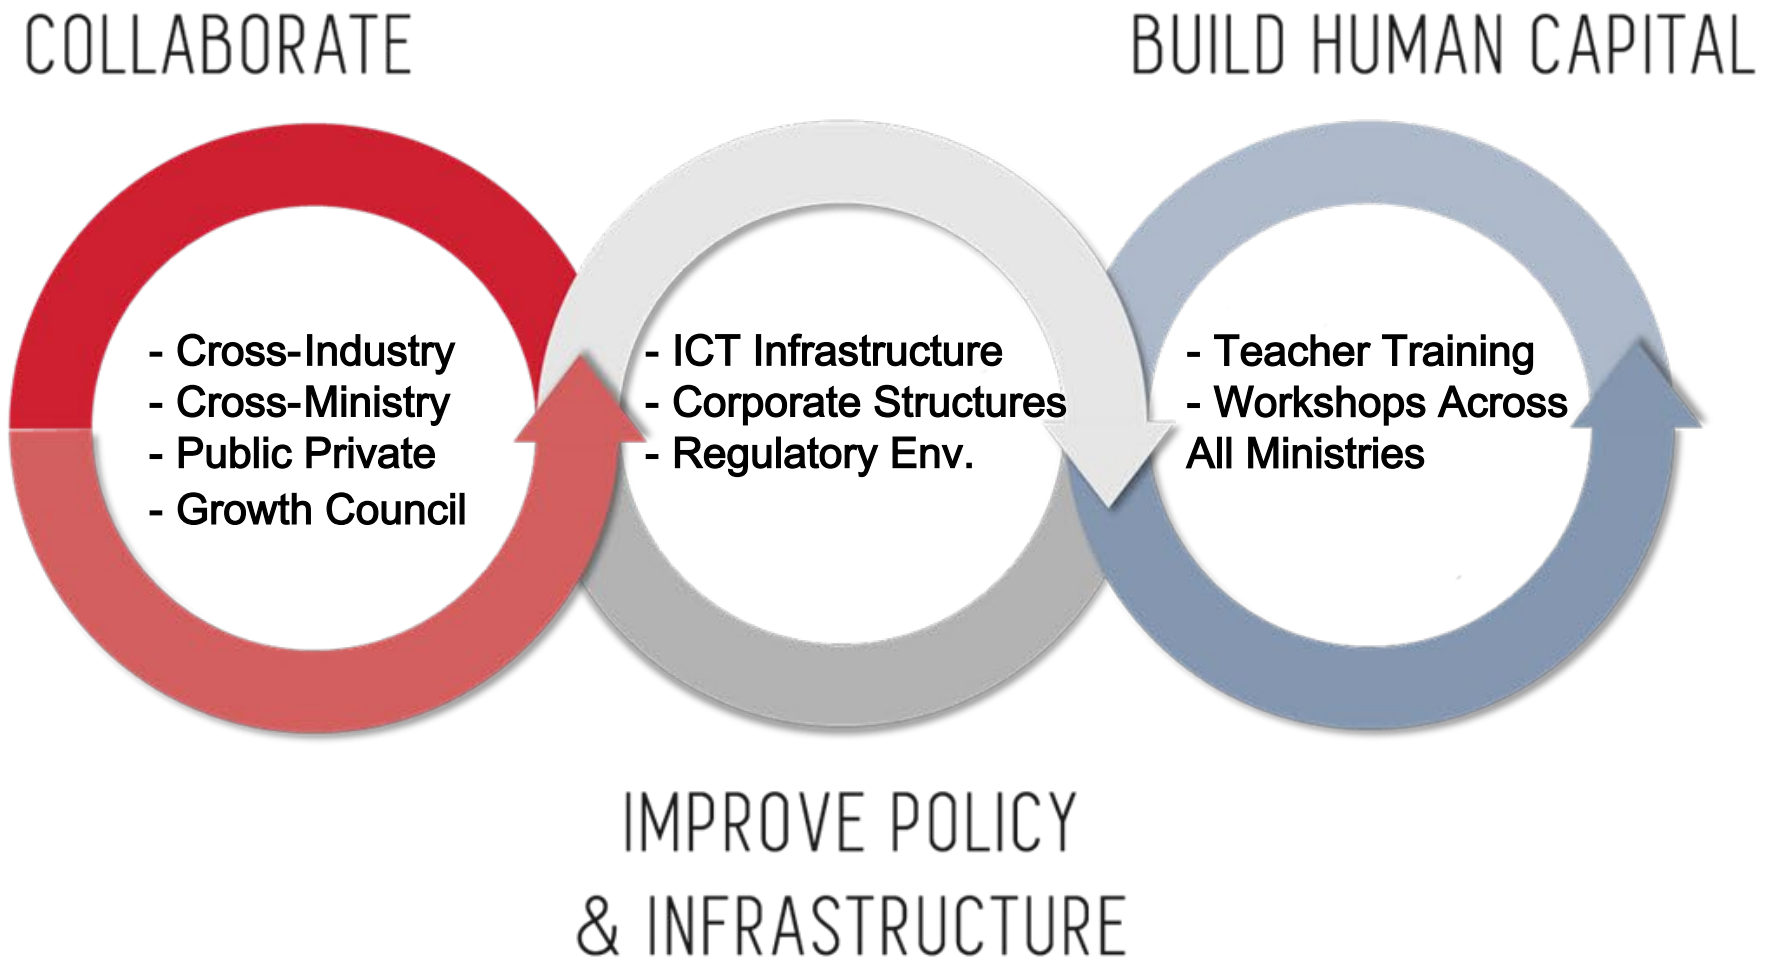 COLLABORATE
BUILD HUMAN CAPITAL
- Cross-Industry
- Cross-Ministry
- Public Private
- Growth Council
- ICT Infrastructure
- Corporate Structures
- Regulatory Env.
- Teacher Training
- Workshops Across
All Ministries
IMPROVE POLICY
& INFRASTRUCTURE